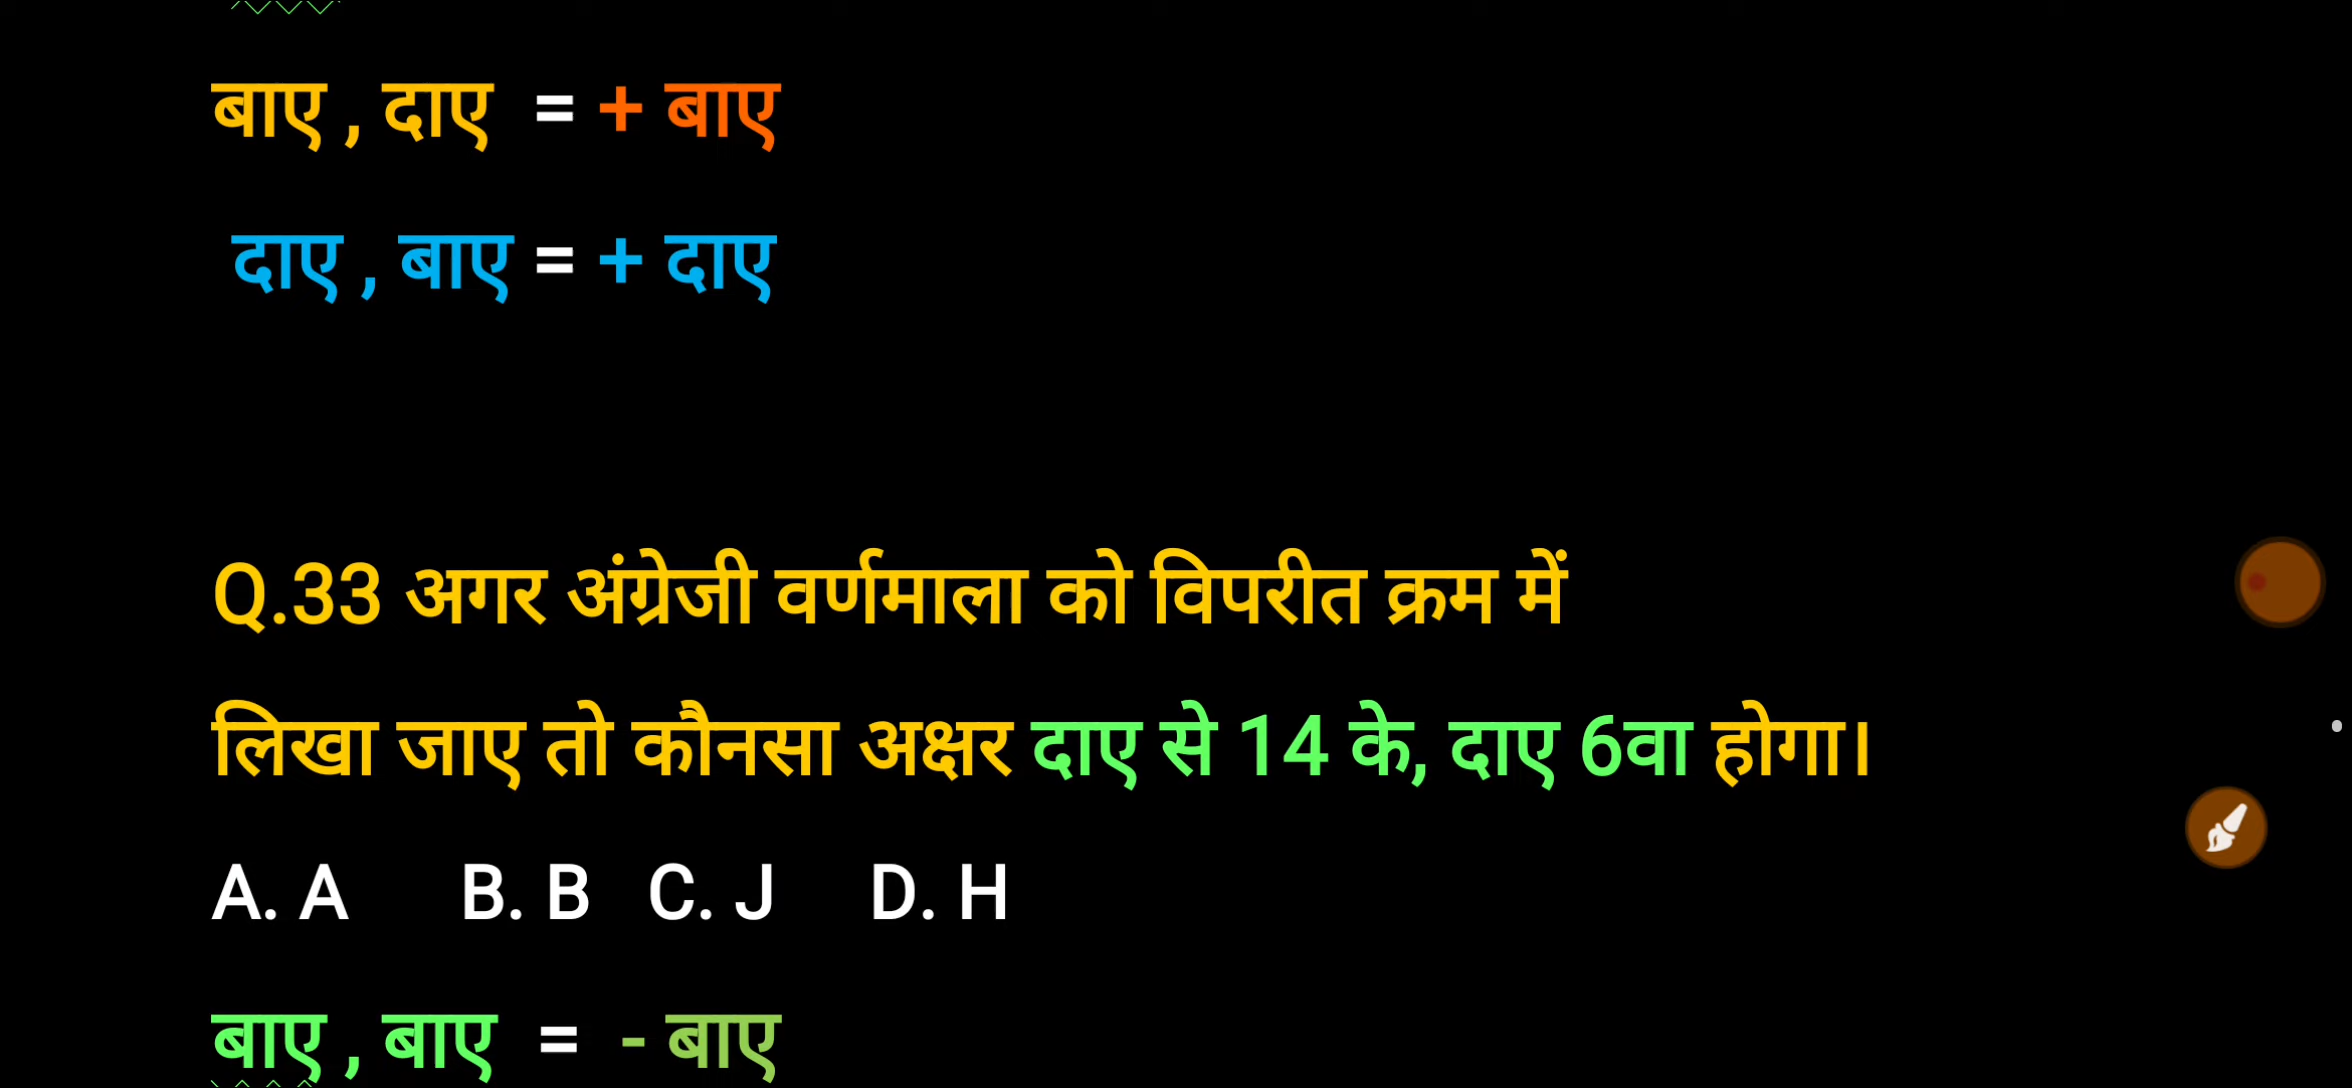 बाए , दाए = + बाए
दाए , बाए = + दाए
Q.33 अगर अंग्रेजी वर्णमाला को विपरीत क्रम में
लिखा जाए तो कौनसा अक्षर दाए से 14 के, दाए 6वा होगा।
A. A B. B C. J D. H
बाए , बाए = - बाए